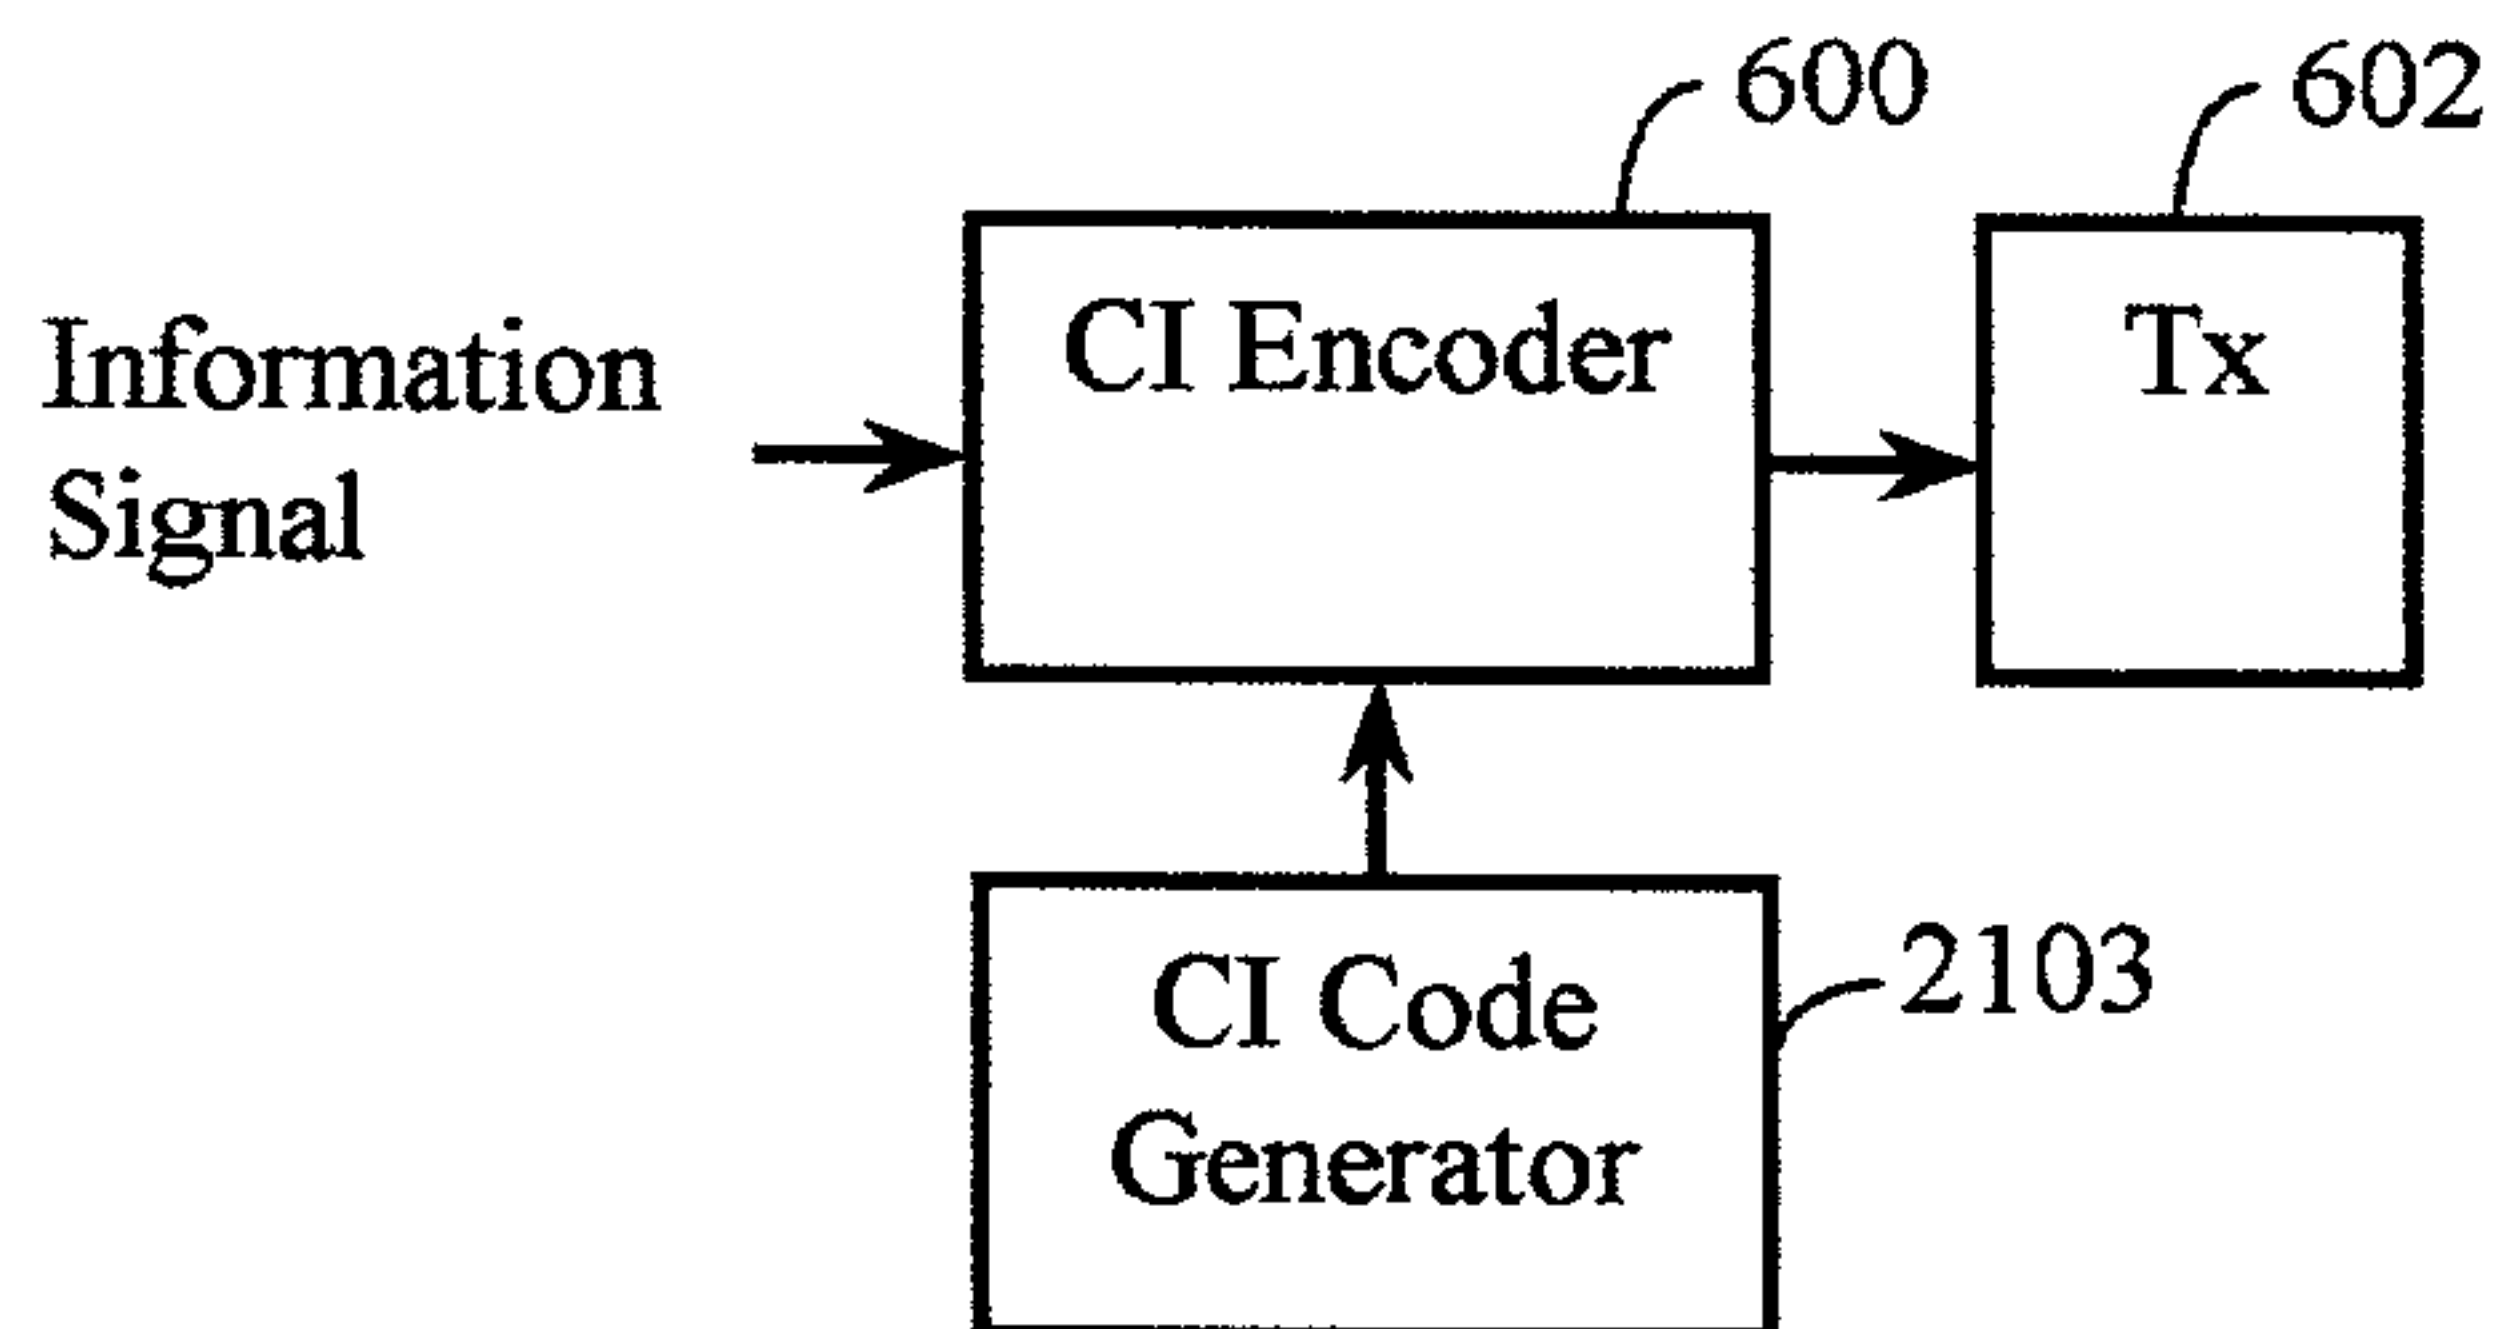 600
602
Information
Signal
CI Encoder
Tx
CI Code
Generator
2103